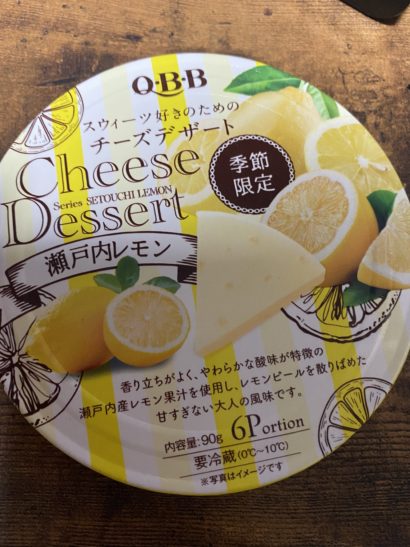 Q・B・B
スウィーツ好きのための
チーズデザート
Cheese
Series SETOUCHI LEMON
Dessert
季節
限定
瀬戸内レモン
香り立ちがよく、やわらかな酸味が特徴の
瀬戸内産レモン果汁を使用し、レモンピールを散りばめた
甘すぎない大人の風味です。
内容量:90g 6Portion
要冷蔵(0℃~10℃)
※写真はイメージです